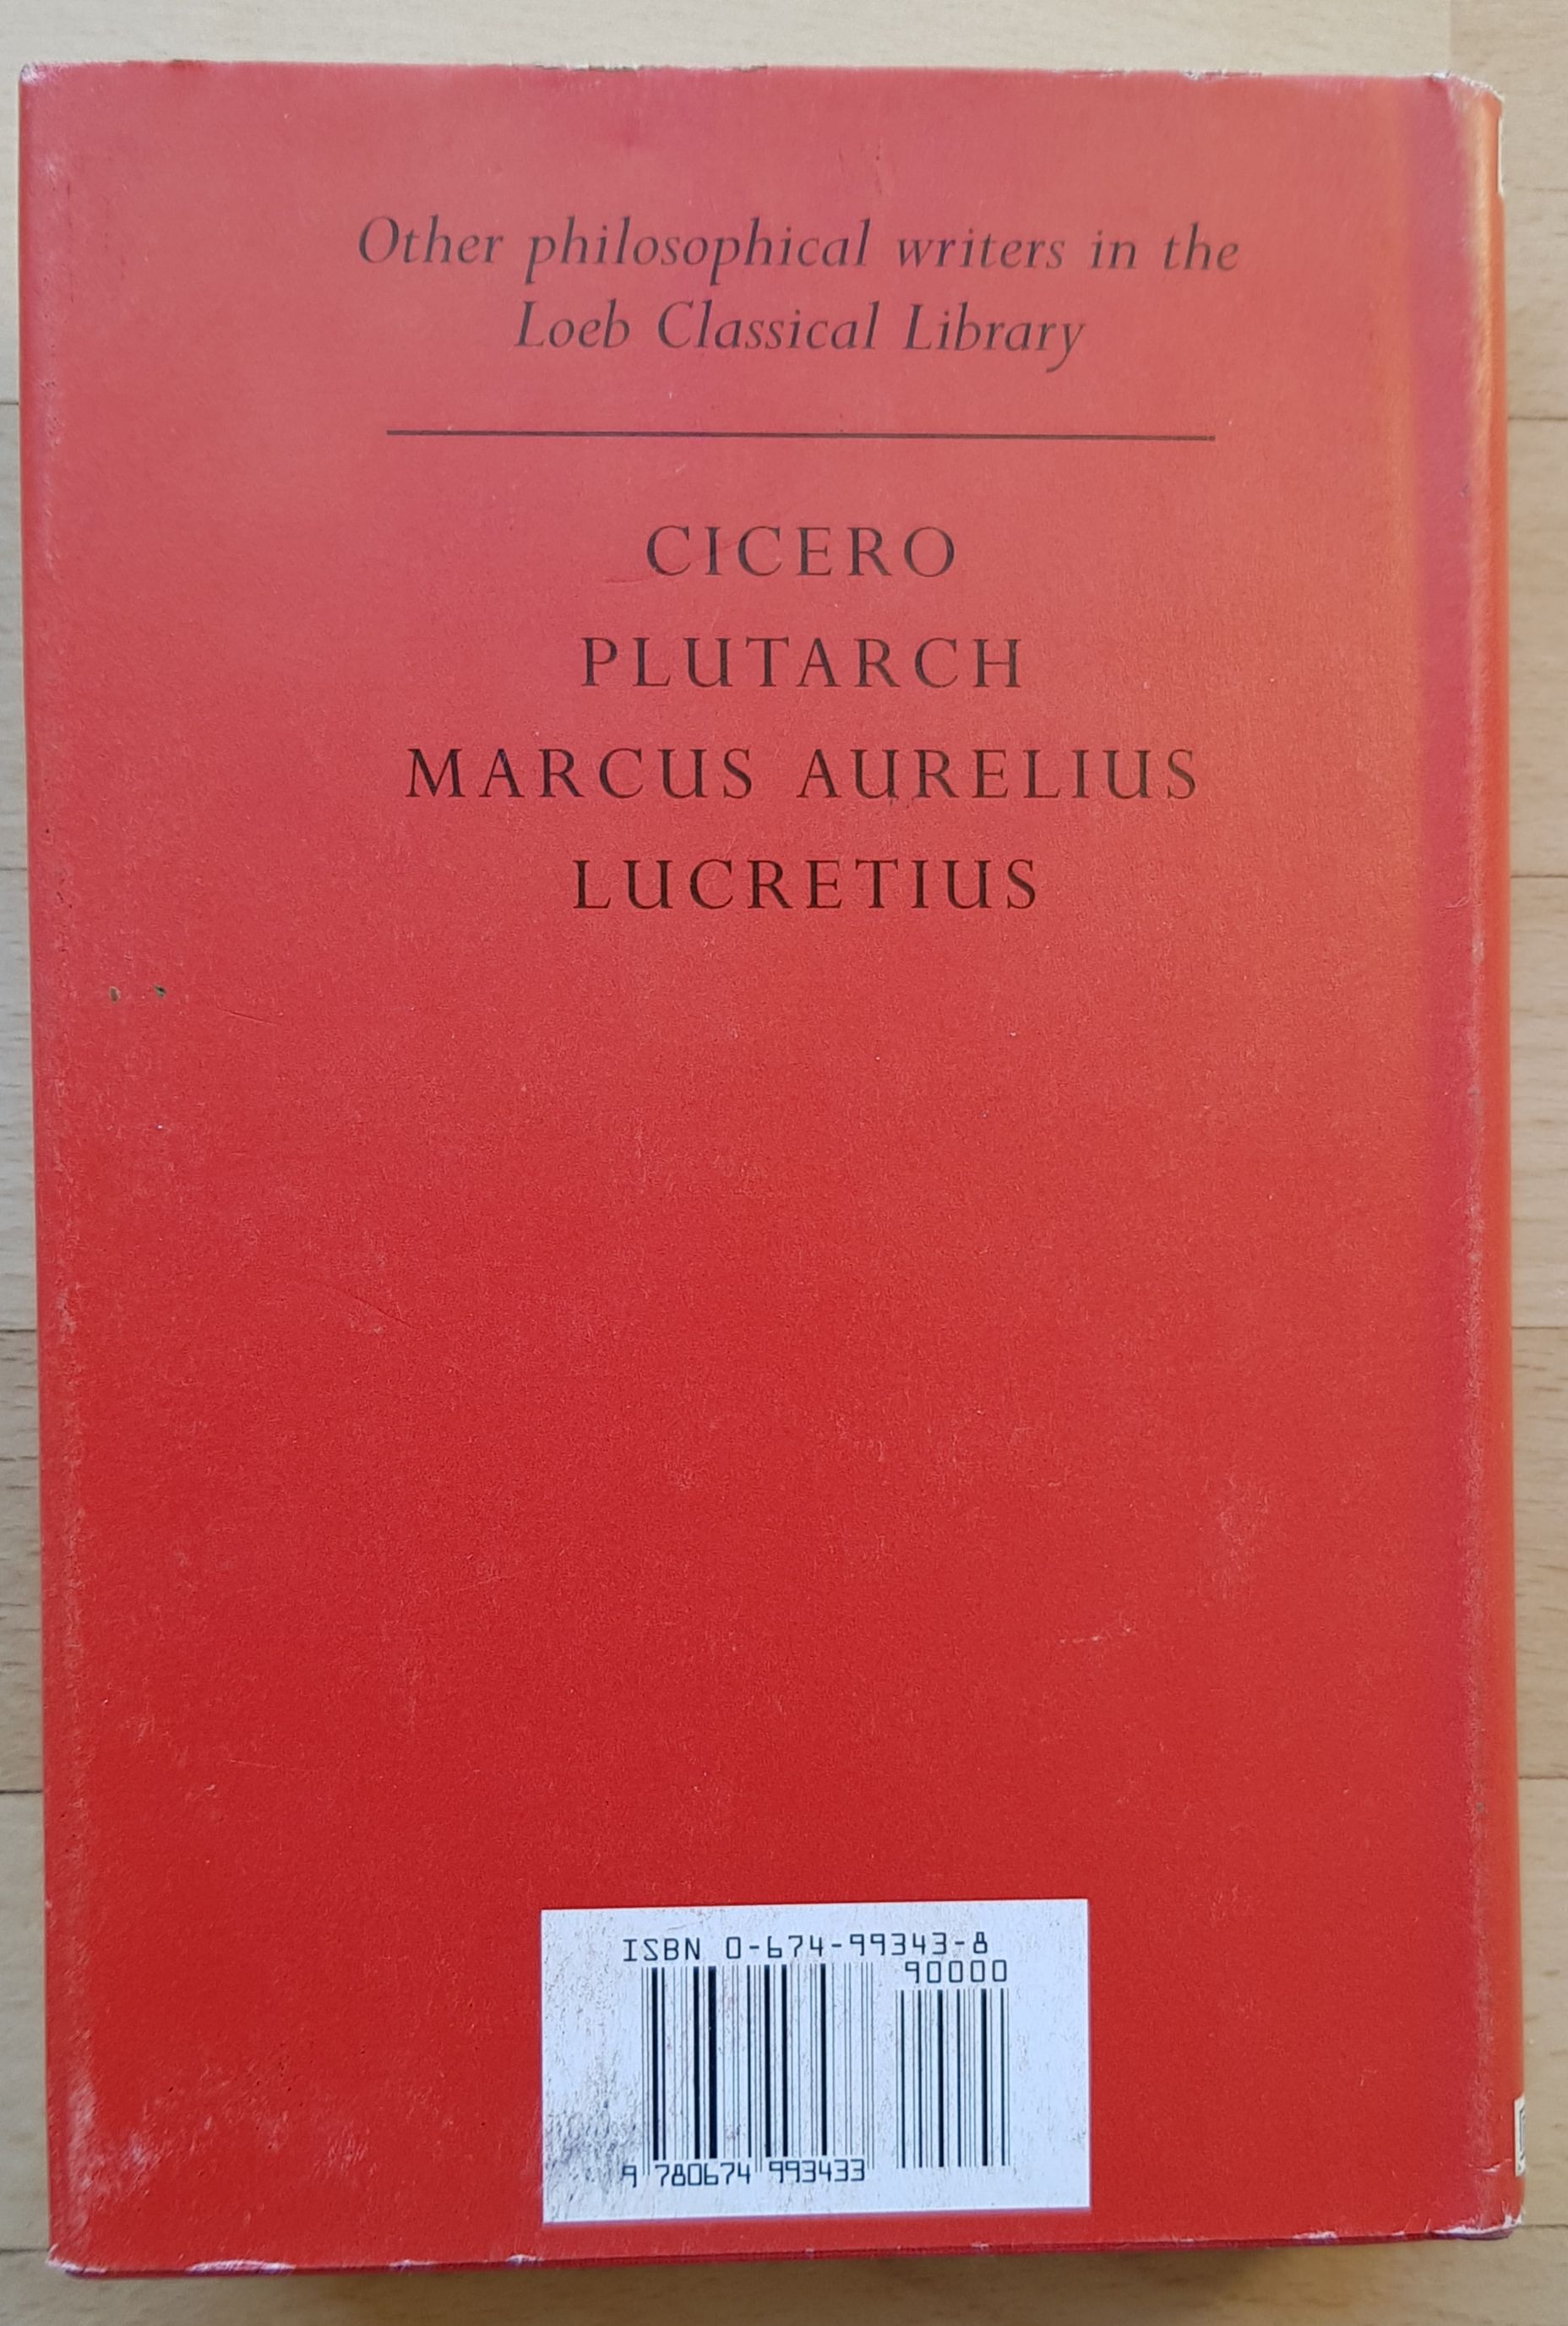 Other philosophical writers in the
Loeb Classical Library
CICERO
PLUTARCH
MARCUS AURELIUS
LUCRETIUS
ISBN 0-674-99343-8
90000
9 780674 993433